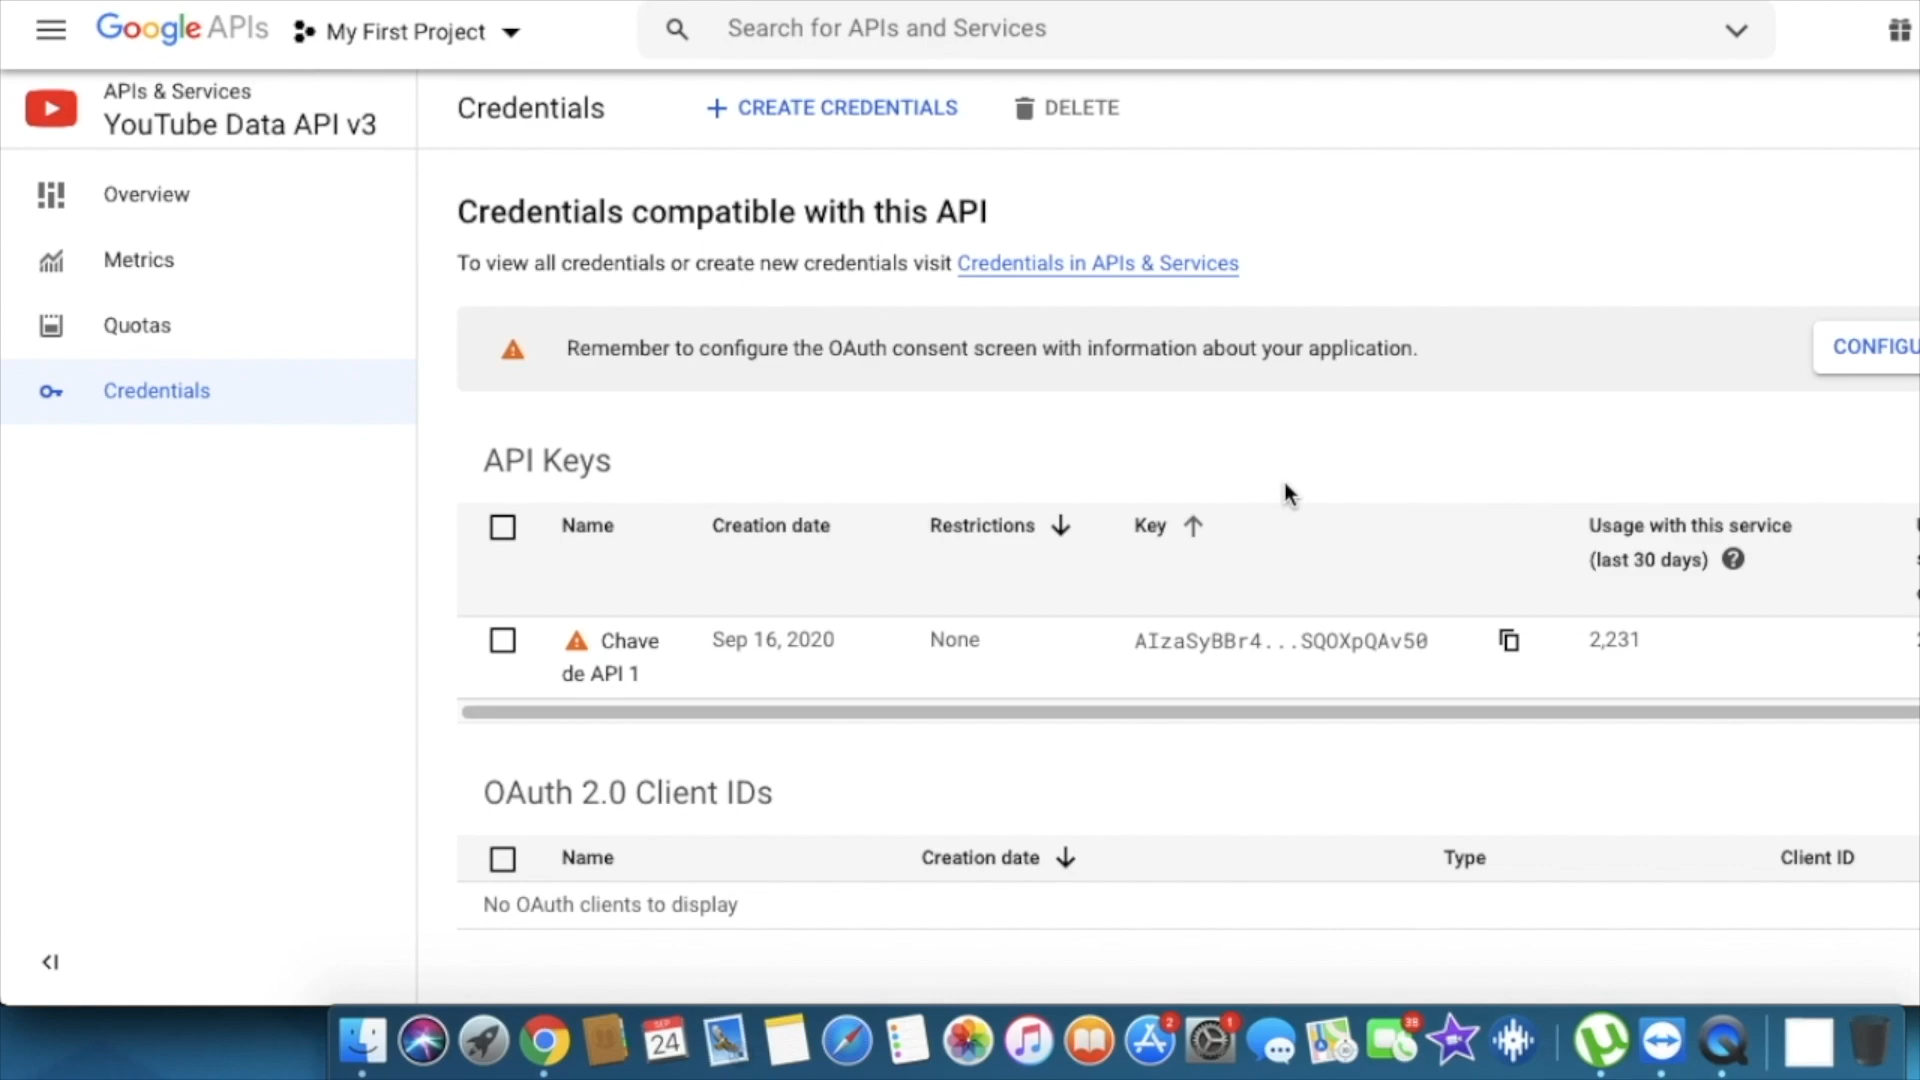 Google APIs
My First Project
Search for APIs and Services
APIs & Services
YouTube Data API v3
Credentials
CREATE CREDENTIALS
DELETE
Overview
Metrics
Quotas
Credentials
Credentials compatible with this API
To view all credentials or create new credentials visit Credentials in APIs & Services
Remember to configure the OAuth consent screen with information about your application.
CONFIGU
API Keys
Name
Creation date
Restrictions
Key
Usage with this service
(last 30 days)
Chave
de API 1
Sep 16, 2020
None
AIzaSyBBr4...SQOXpQAv50
2,231
OAuth 2.0 Client IDs
Name
Creation date
Type
Client ID
No OAuth clients to display
SEP
24
2
1
38